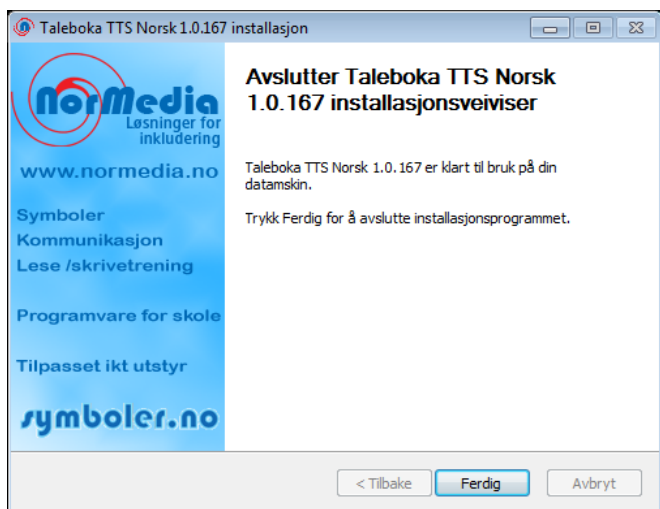 Taleboka TTS Norsk 1.0.167 installasjon
NorMedia
Løsninger for
inkludering
www.normedia.no
Symboler
Kommunikasjon
Lese /skrivetrening
Programvare for skole
Tilpasset ikt utstyr
symboler.no
Avslutter Taleboka TTS Norsk
1.0.167 installasjonsveiviser
Taleboka TTS Norsk 1.0.167 er klart til bruk på din
datamskin.
Trykk Ferdig for å avslutte installasjonsprogrammet.
< Tilbake
Ferdig
Avbryt